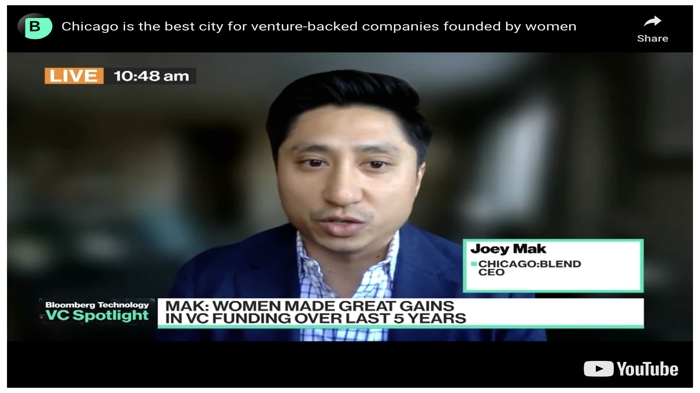 B
Chicago is the best city for venture-backed companies founded by women
Share
LIVE 10:48 am
Joey Mak
CHICAGO:BLEND
CEO
Bloomberg Technology
VC Spotlight
MAK: WOMEN MADE GREAT GAINS
IN VC FUNDING OVER LAST 5 YEARS
YouTube